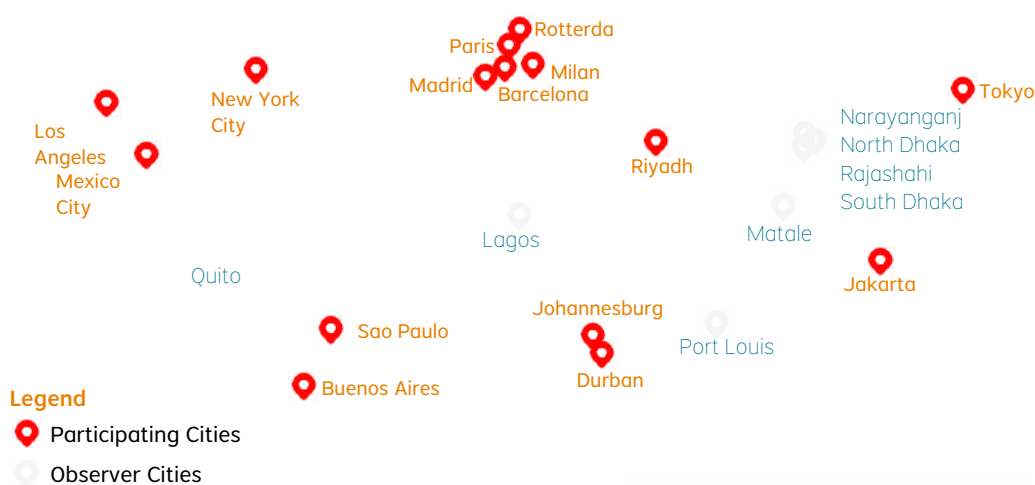 Rotterda
Paris
Milan
Madrid
Barcelona
New York
City
Tokyo
Los
Angeles
Mexico
City
Narayanganj
North Dhaka
Rajashahi
South Dhaka
Riyadh
Lagos
Matale
Quito
Jakarta
Johannesburg
Sao Paulo
Port Louis
Durban
Buenos Aires
Legend
Participating Cities
Observer Cities